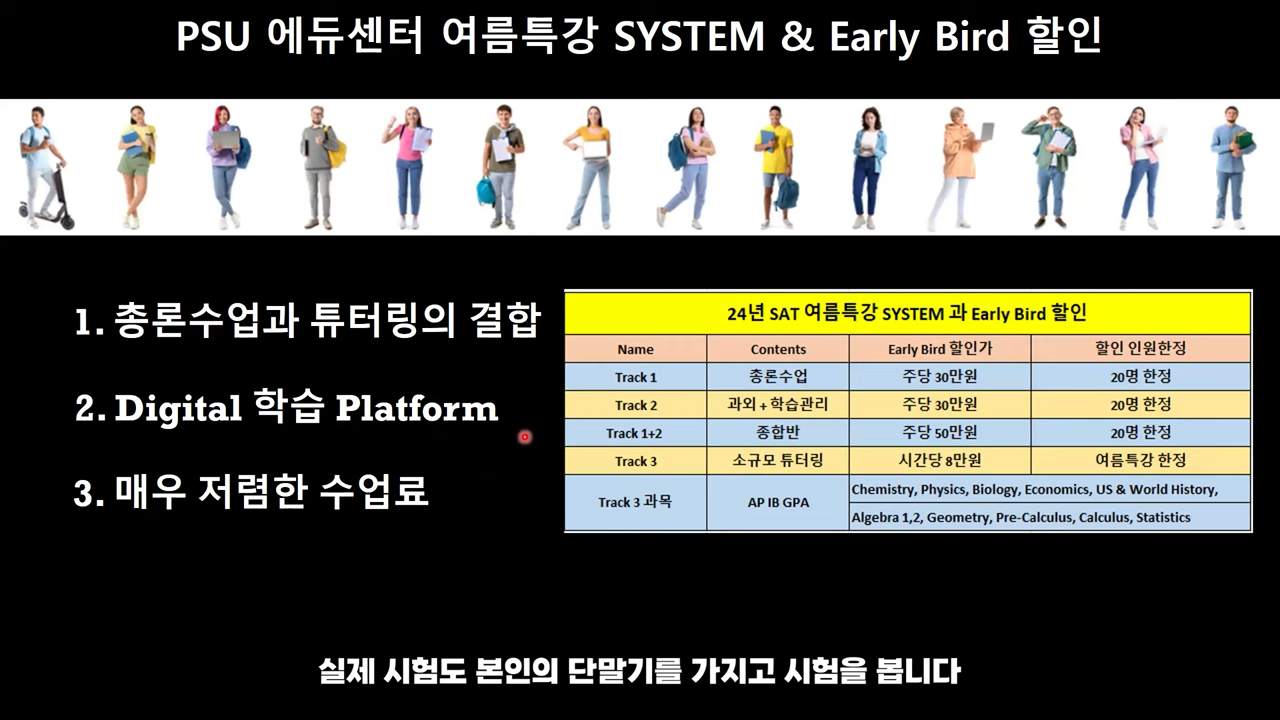 PSU 에듀센터 여름특강 SYSTEM & Early Bird 할인
1. 총론수업과 튜터링의 결합
2. Digital 학습 Platform
3. 매우 저렴한 수업료
24년 SAT 여름특강 SYSTEM 과 Early Bird 할인
Name Contents Early Bird 할인가 할인 인원한정
Track 1 총론수업 주당 30만원 20명 한정
Track 2 과외 + 학습관리 주당 30만원 20명 한정
Track 1+2 종합반 주당 50만원 20명 한정
Track 3 소규모 튜터링 시간당 8만원 여름특강 한정
Track 3 과목 AP IB GPA Chemistry, Physics, Biology, Economics, US & World History,
Algebra 1,2, Geometry, Pre-Calculus, Calculus, Statistics
실제 시험도 본인의 단말기를 가지고 시험을 봅니다